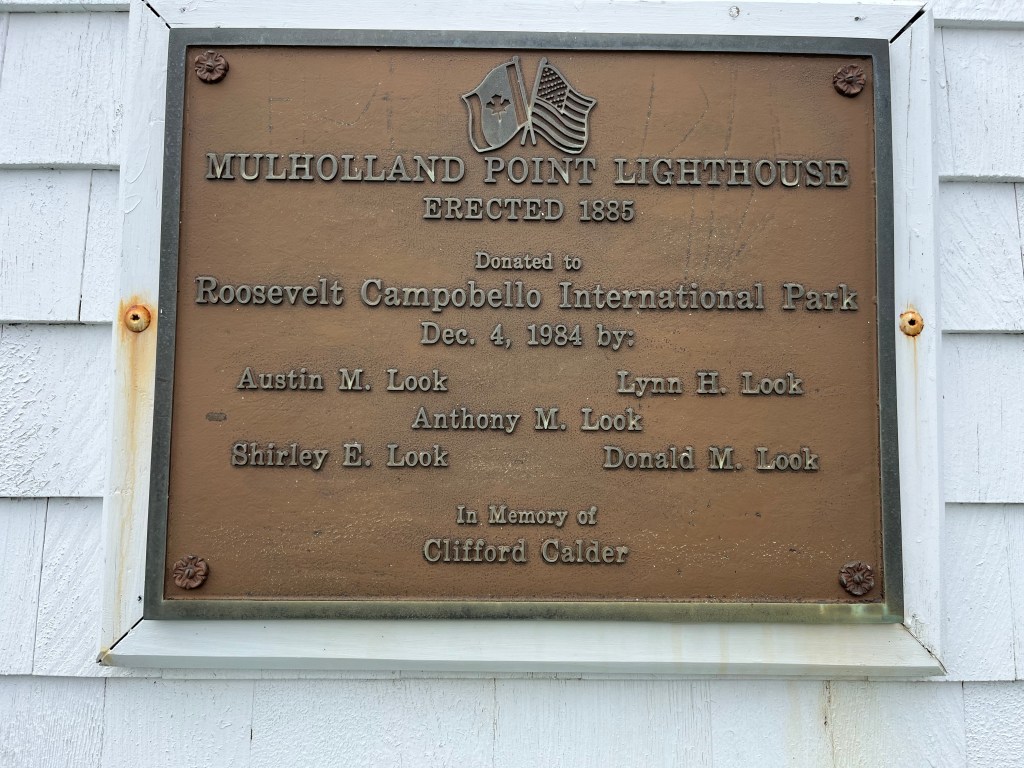 MULHOLLAND POINT LIGHTHOUSE
ERECTED 1885
Donated to
Roosevelt Campobello International Park
Dec. 4, 1984 by:
Austin M. Look Lynn H. Look
Anthony M. Look
Shirley E. Look Donald M. Look
In Memory of
Clifford Calder